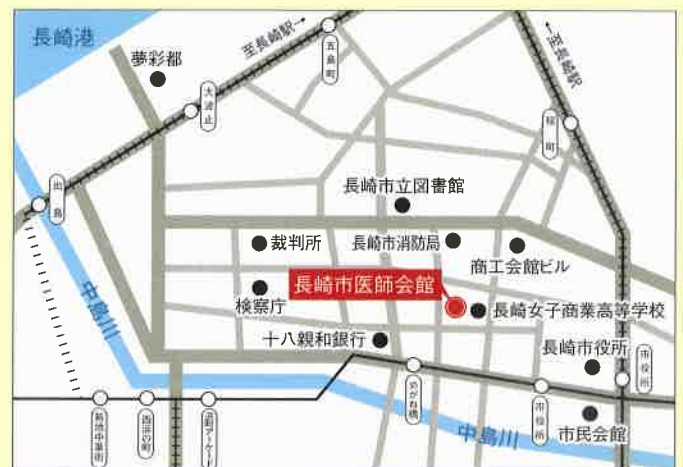 長崎港
至長崎駅→
五島町
←至長崎駅
夢彩都
大波止
桜町
出島
長崎市立図書館
裁判所
長崎市消防局
商工会館ビル
中島川
検察庁
長崎市医師会館
長崎女子商業高等学校
十八親和銀行
長崎市役所
めがね橋
市役所
市役所
市民会館
中島川
新地中華街
西浜の町
浜町アーケード